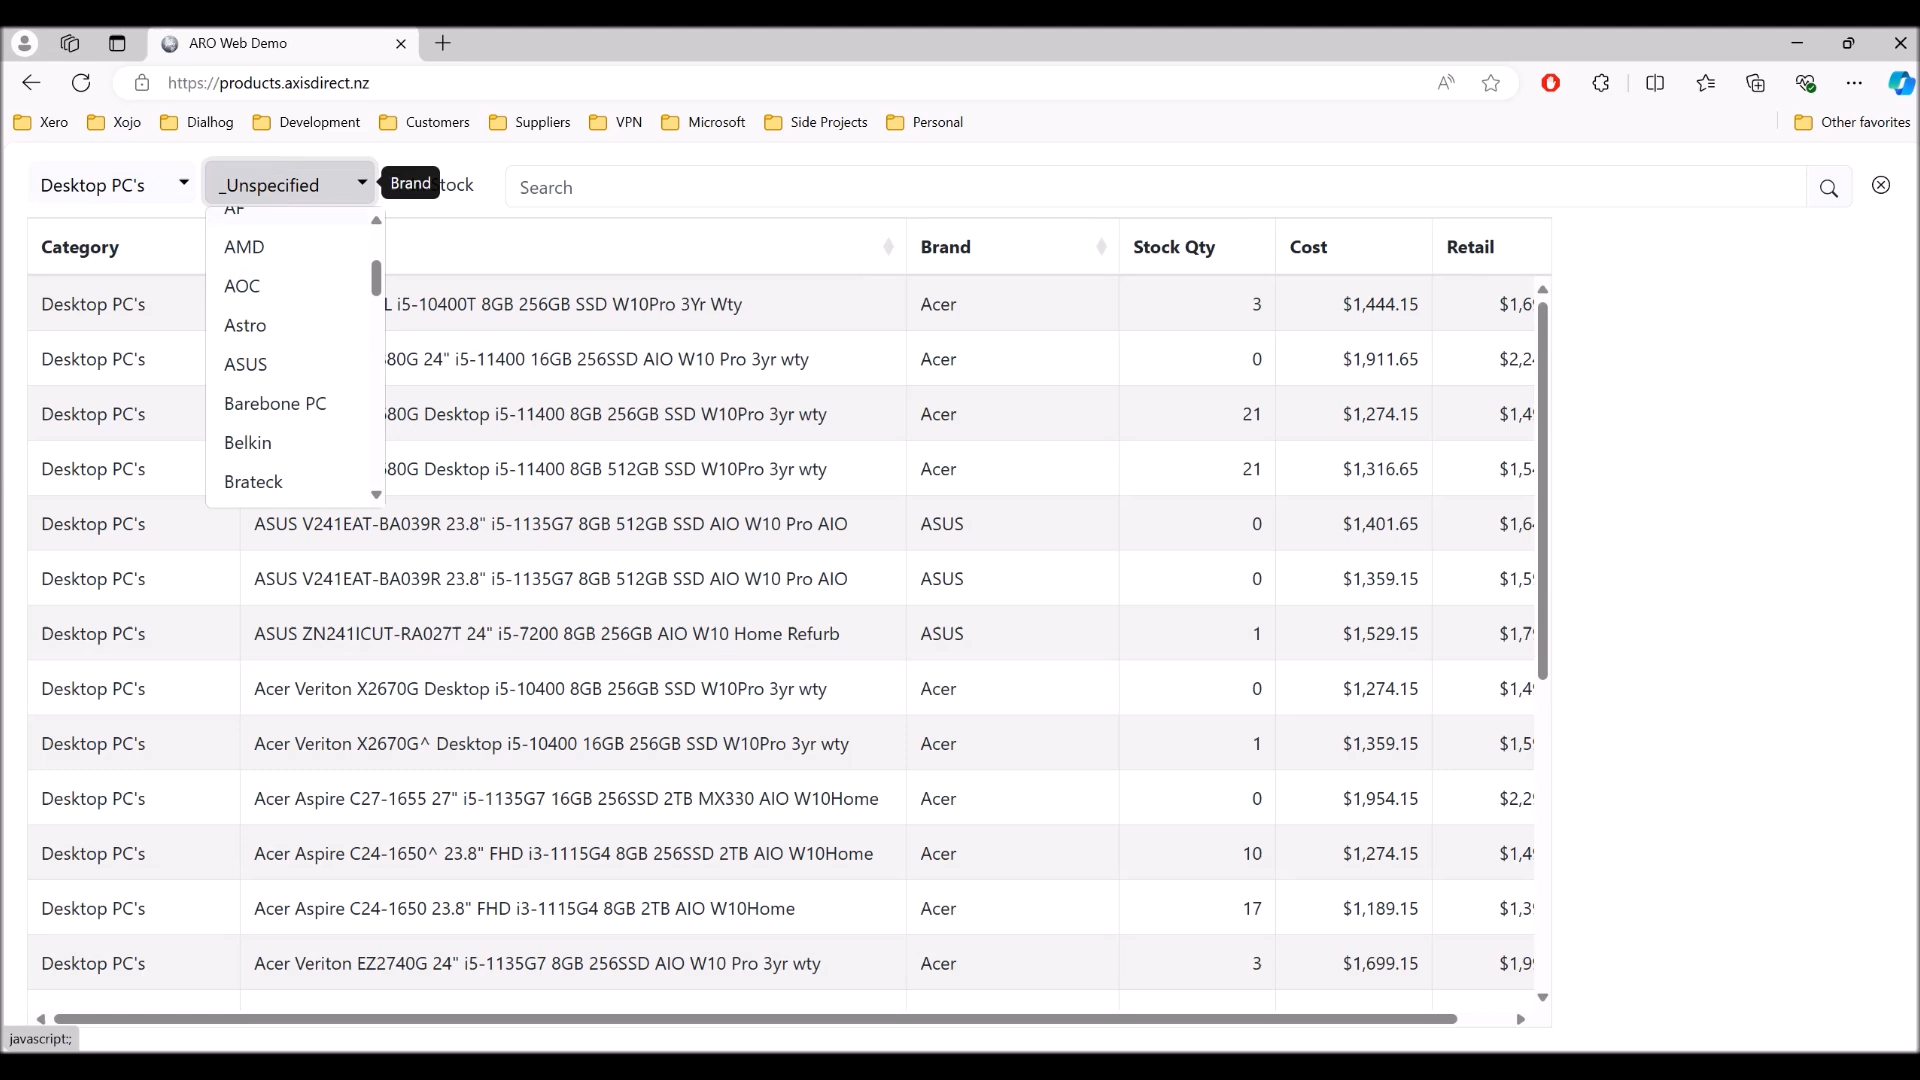 ARO Web Demo
https://products.axisdirect.nz
Xero Xojo Dialhog Development Customers Suppliers VPN Microsoft Side Projects Personal Other favorites
Desktop PC's _Unspecified Brand tock Search
Category Brand Stock Qty Cost Retail
AMD
AOC
Astro
ASUS
Barebone PC
Belkin
Brateck
Desktop PC's i5-10400T 8GB 256GB SSD W10Pro 3Yr Wty Acer 3 $1,444.15
Desktop PC's 80G 24" i5-11400 16GB 256SSD AIO W10 Pro 3yr wty Acer 0 $1,911.65
Desktop PC's 80G Desktop i5-11400 8GB 256GB SSD W10Pro 3yr wty Acer 21 $1,274.15
Desktop PC's 80G Desktop i5-11400 8GB 512GB SSD W10Pro 3yr wty Acer 21 $1,316.65
Desktop PC's ASUS V241EAT-BA039R 23.8" i5-1135G7 8GB 512GB SSD AIO W10 Pro AIO ASUS 0 $1,401.65
Desktop PC's ASUS V241EAT-BA039R 23.8" i5-1135G7 8GB 512GB SSD AIO W10 Pro AIO ASUS 0 $1,359.15
Desktop PC's ASUS ZN241ICUT-RA027T 24" i5-7200 8GB 256GB AIO W10 Home Refurb ASUS 1 $1,529.15
Desktop PC's Acer Veriton X2670G Desktop i5-10400 8GB 256GB SSD W10Pro 3yr wty Acer 0 $1,274.15
Desktop PC's Acer Veriton X2670G^ Desktop i5-10400 16GB 256GB SSD W10Pro 3yr wty Acer 1 $1,359.15
Desktop PC's Acer Aspire C27-1655 27" i5-1135G7 16GB 256SSD 2TB MX330 AIO W10Home Acer 0 $1,954.15
Desktop PC's Acer Aspire C24-1650^ 23.8" FHD i3-1115G4 8GB 256SSD 2TB AIO W10Home Acer 10 $1,274.15
Desktop PC's Acer Aspire C24-1650 23.8" FHD i3-1115G4 8GB 2TB AIO W10Home Acer 17 $1,189.15
Desktop PC's Acer Veriton EZ2740G 24" i5-1135G7 8GB 256SSD AIO W10 Pro 3yr wty Acer 3 $1,699.15
javascript:;